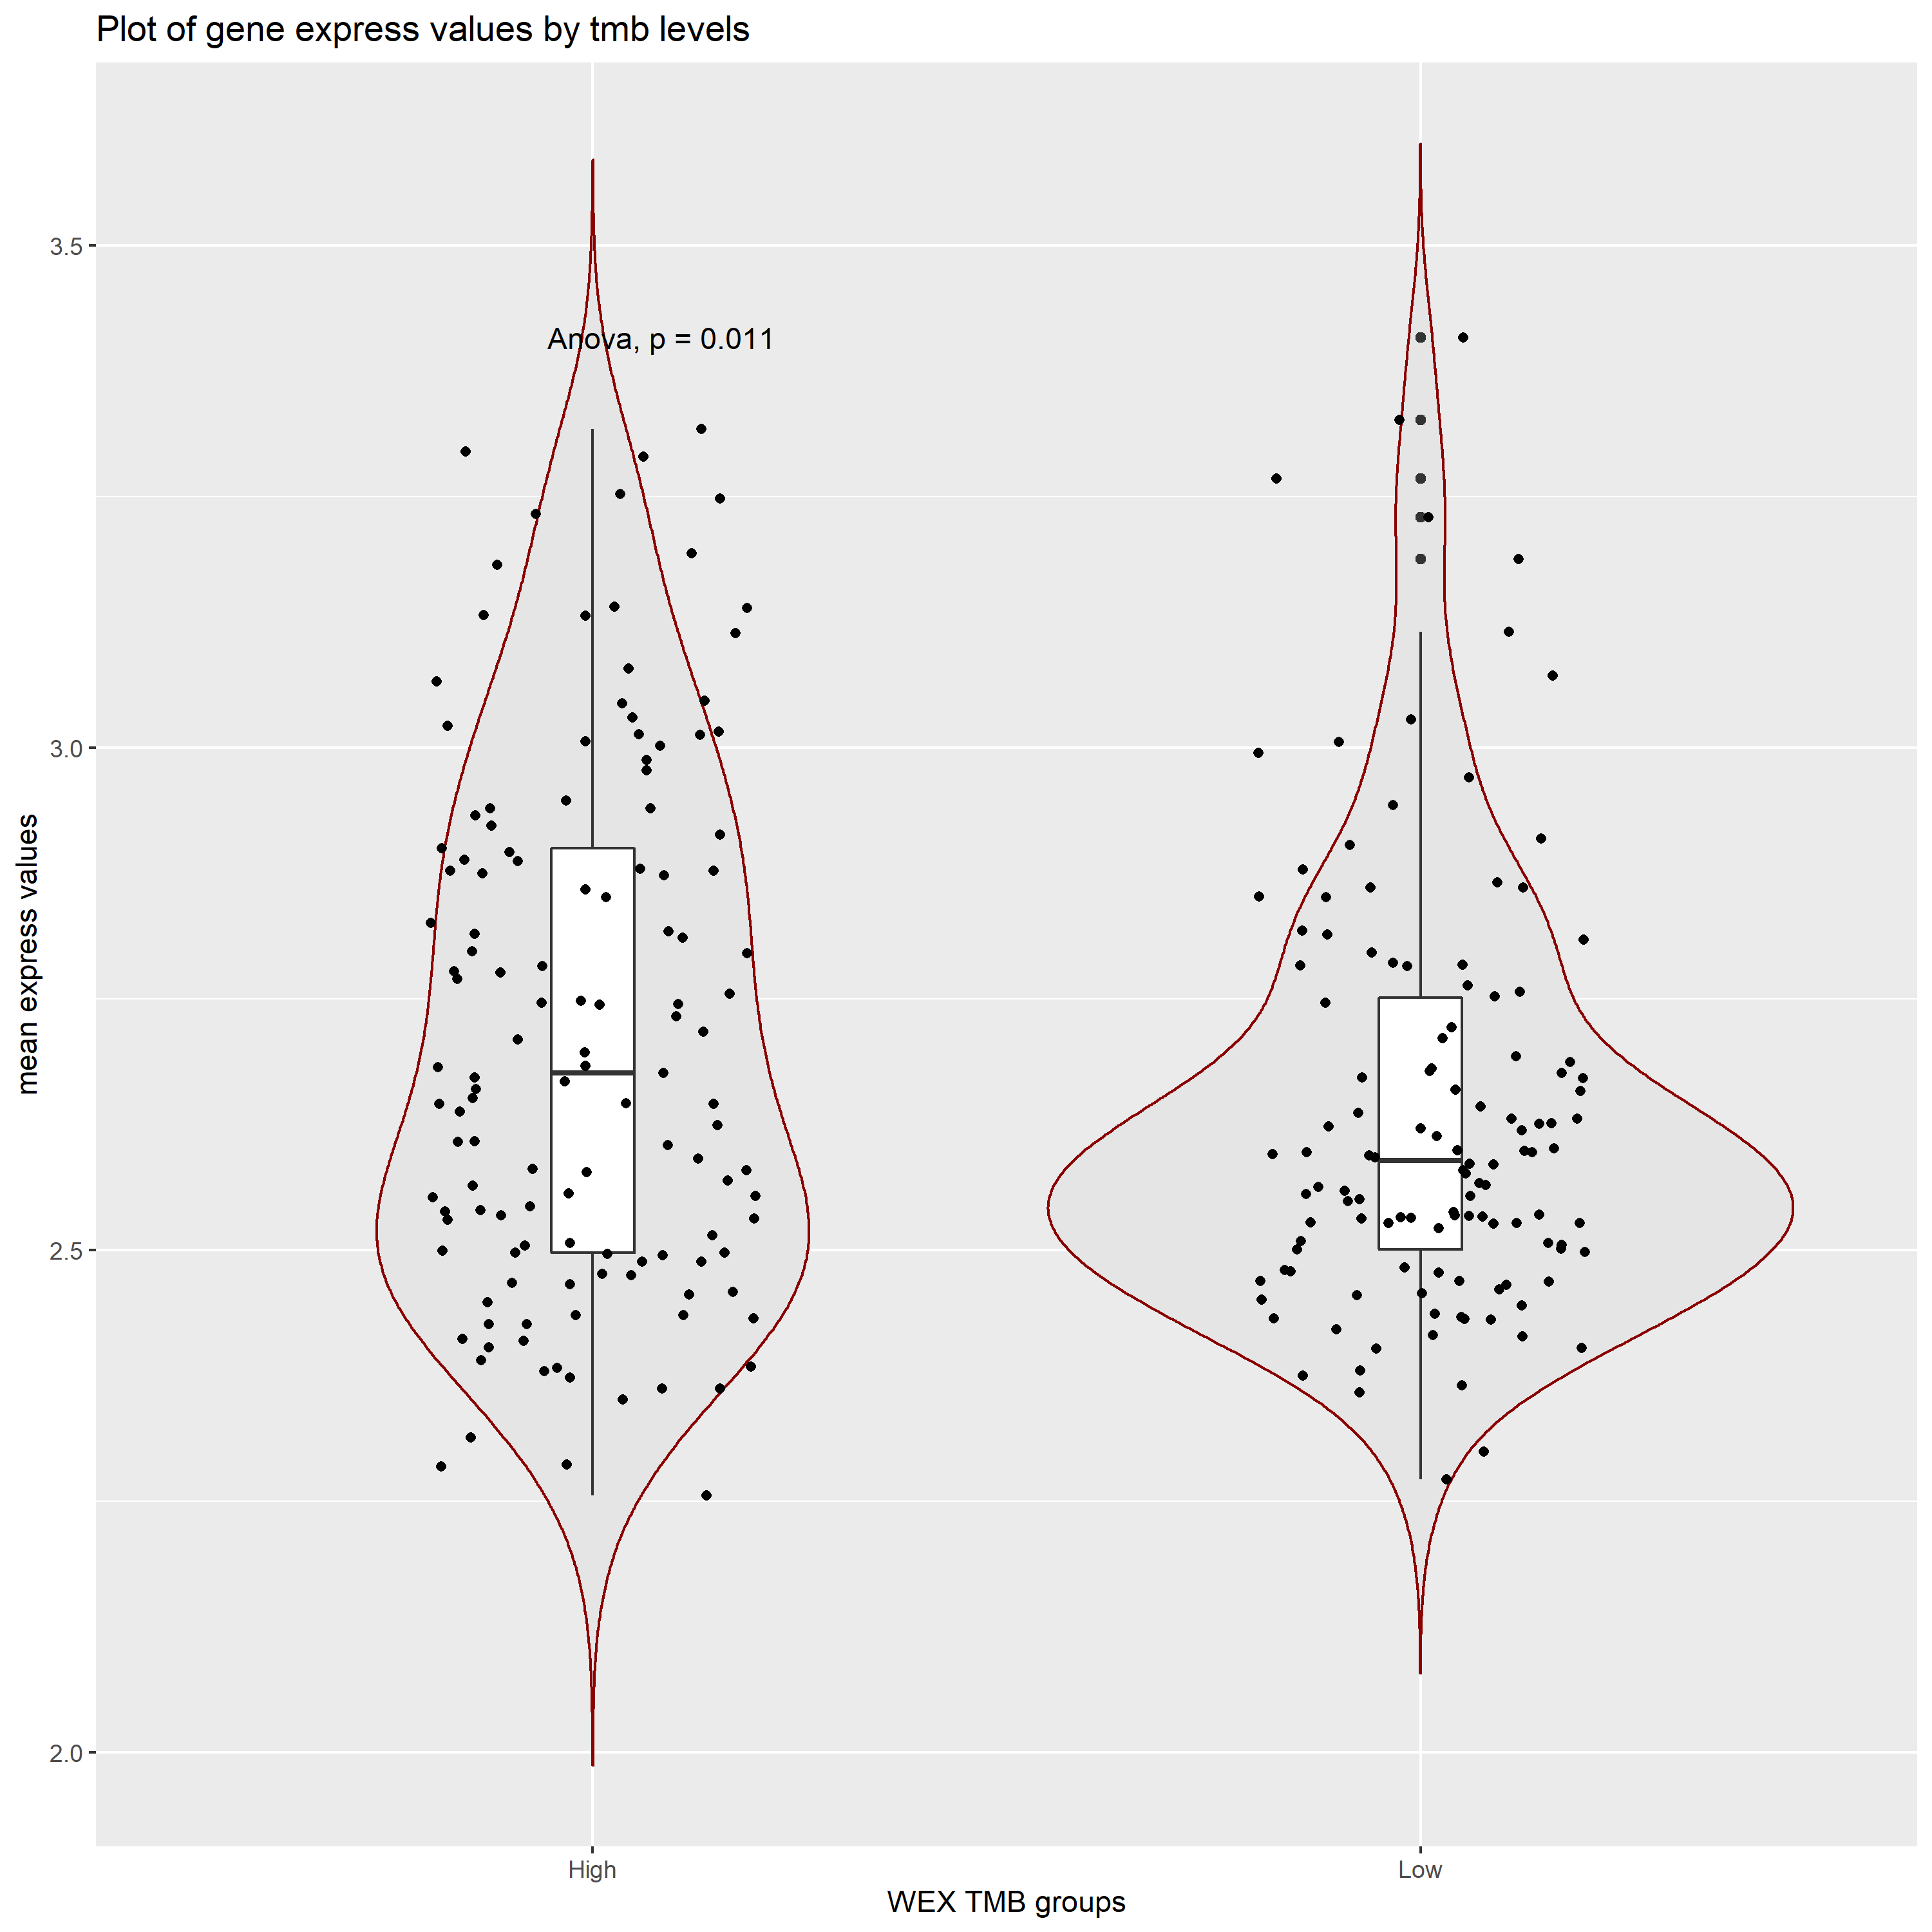 Plot of gene express values by tmb levels
Anova, p = 0.011
3.5
3.0
2.5
2.0
mean express values
High
Low
WEX TMB groups